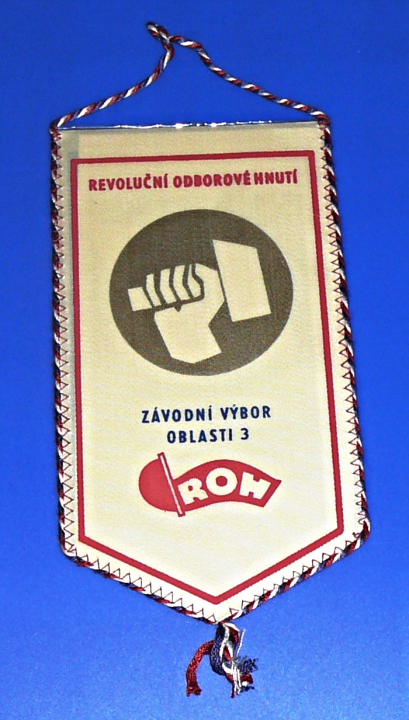 REVOLUČNÍ ODBOROVÉ HNUTÍ
ZÁVODNÍ VÝBOR
OBLASTI 3
ROH